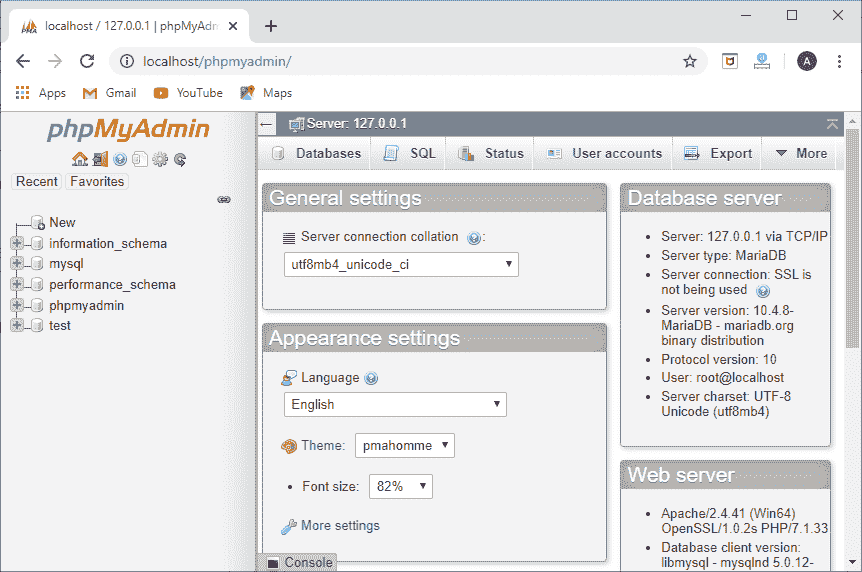 localhost / 127.0.0.1 | phpMyAdm
localhost/phpmyadmin/
A
Apps
Gmail
YouTube
Maps
phpMyAdmin
Recent
Favorites
New
information_schema
mysql
performance_schema
phpmyadmin
test
Server: 127.0.0.1
Databases
SQL
Status
User accounts
Export
More
General settings
Server connection collation :
utf8mb4_unicode_ci
Appearance settings
Language
English
Theme: pmahomme
Font size: 82%
More settings
Console
Database server
Server: 127.0.0.1 via TCP/IP
Server type: MariaDB
Server connection: SSL is
not being used
Server version: 10.4.8-
MariaDB - mariadb.org
binary distribution
Protocol version: 10
User: root@localhost
Server charset: UTF-8
Unicode (utf8mb4)
Web server
Apache/2.4.41 (Win64)
OpenSSL/1.0.2s PHP/7.1.33
Database client version:
libmysql - mysqlnd 5.0.12-